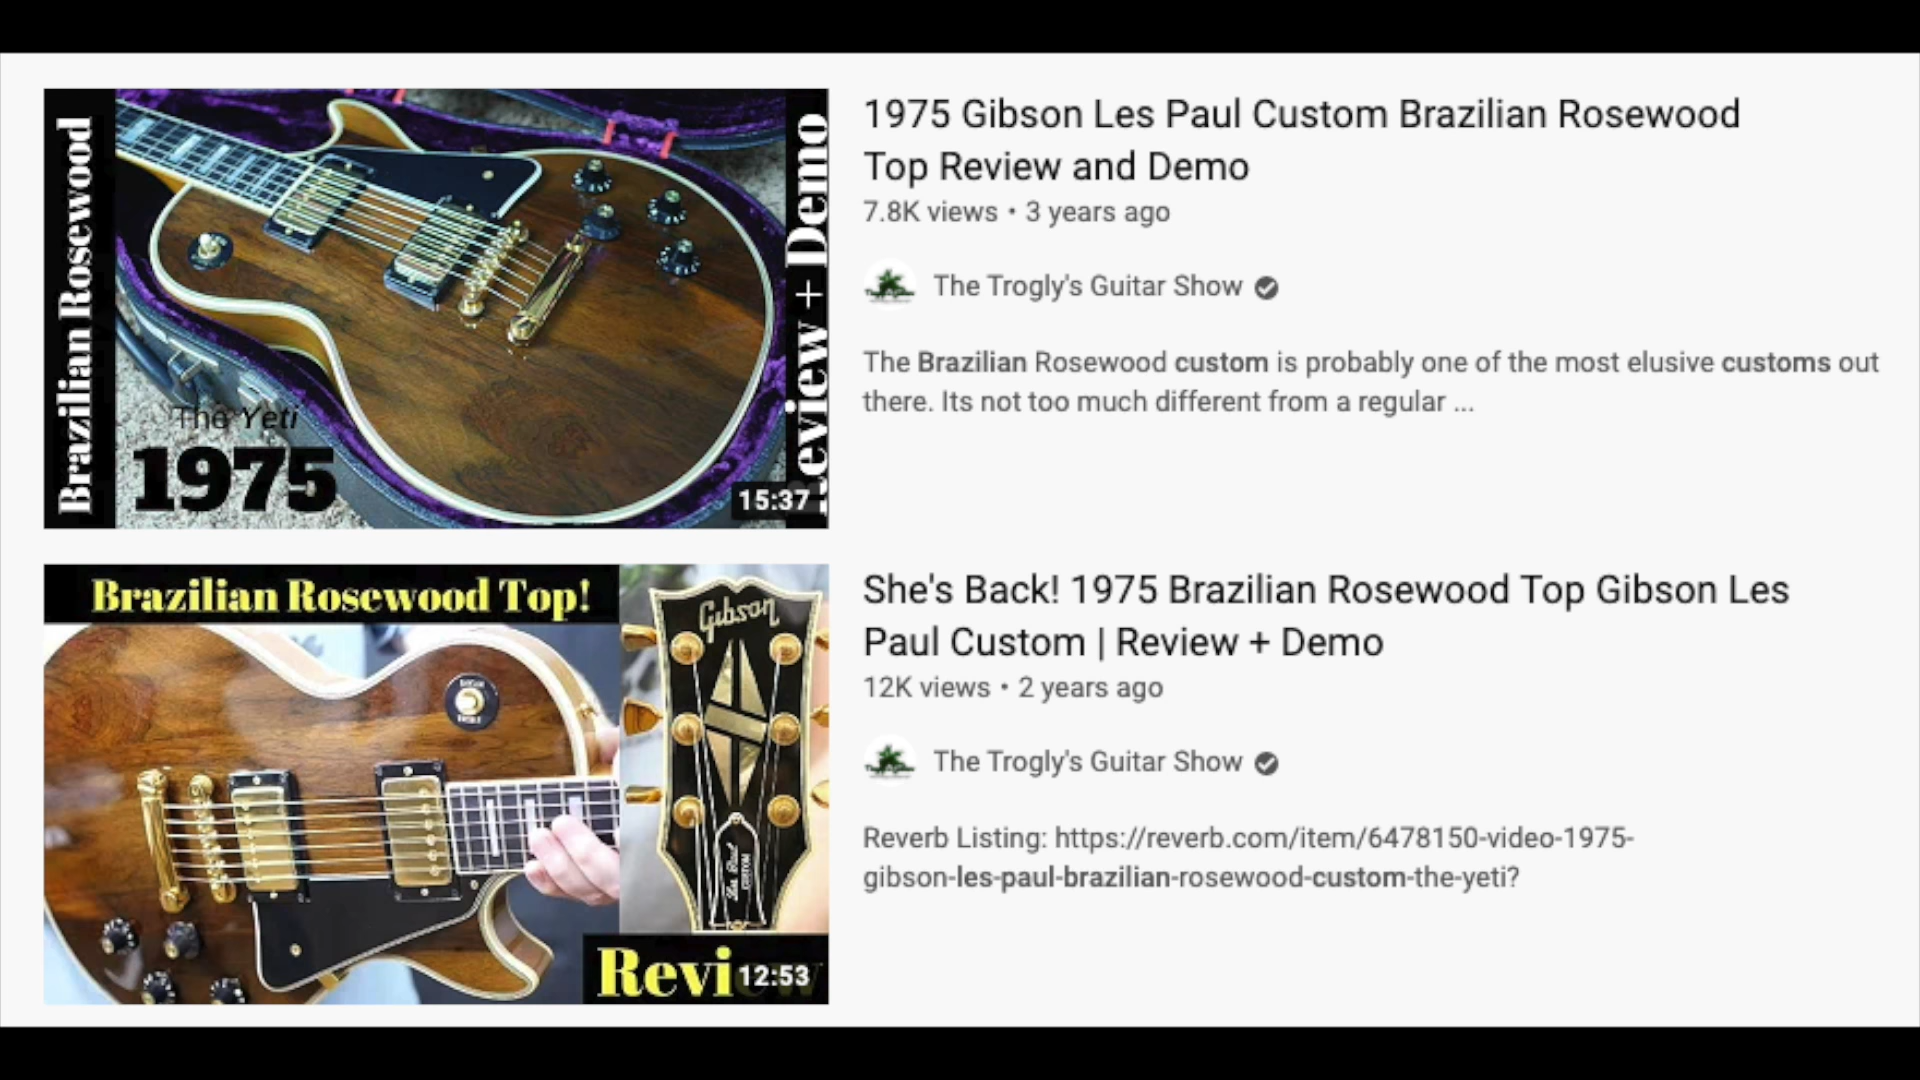 Brazilian Rosewood
Review + Demo
The Yeti
1975
15:37
1975 Gibson Les Paul Custom Brazilian Rosewood
Top Review and Demo
7.8K views • 3 years ago
The Trogly's Guitar Show
The Brazilian Rosewood custom is probably one of the most elusive customs out
there. Its not too much different from a regular ...
Brazilian Rosewood Top!
Gibson
Les Paul
CUSTOM
Review
12:53
She's Back! 1975 Brazilian Rosewood Top Gibson Les
Paul Custom | Review + Demo
12K views • 2 years ago
The Trogly's Guitar Show
Reverb Listing: https://reverb.com/item/6478150-video-1975-
gibson-les-paul-brazilian-rosewood-custom-the-yeti?